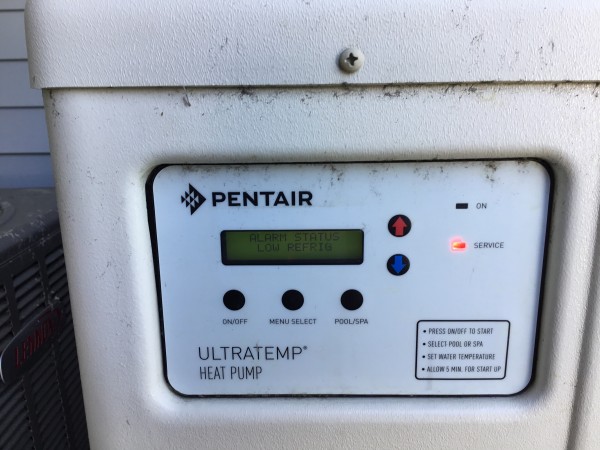 PENTAIR
ALARM STATUS
LOW REFRIG
ON
SERVICE
ON/OFF
MENU SELECT
POOL/SPA
ULTRATEMP®
HEAT PUMP
• PRESS ON/OFF TO START
• SELECT POOL OR SPA
• SET WATER TEMPERATURE
• ALLOW 5 MIN. FOR START UP